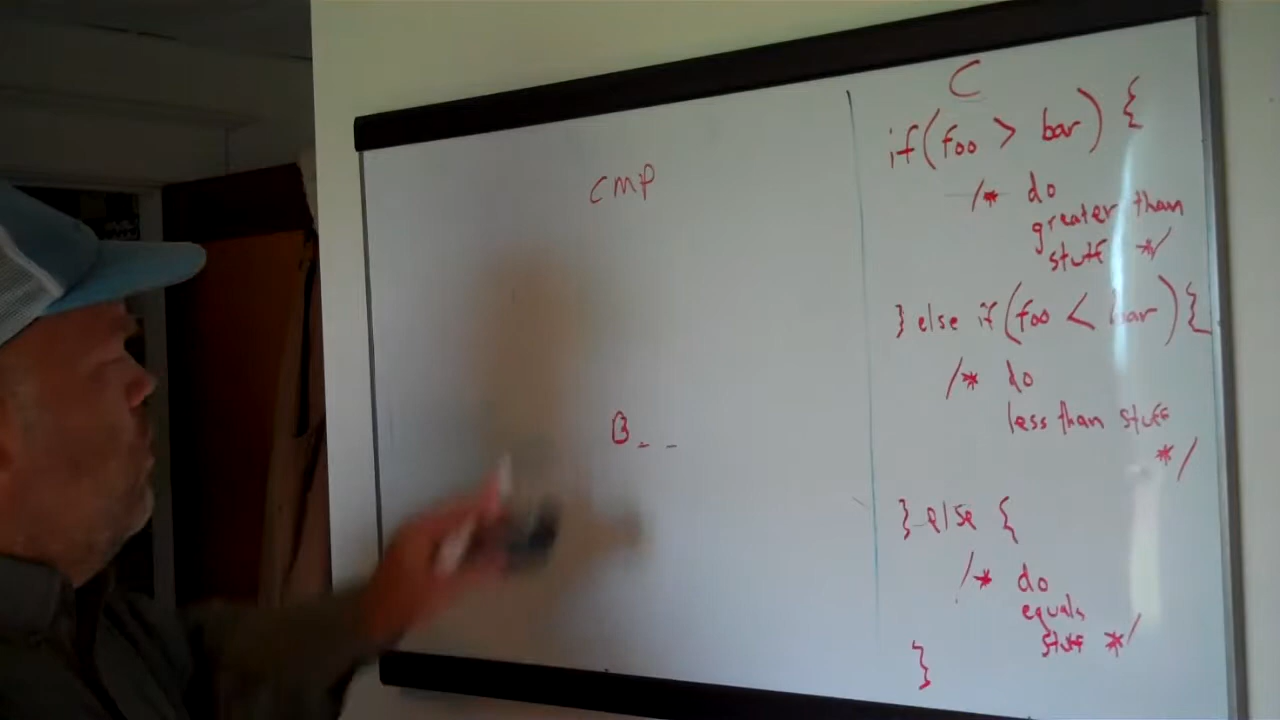 cmp
B_ _
C
if(foo > bar) {
/* do
greater than
stuff */
} else if(foo < bar){
/* do
less than stuff
*/
} else {
/* do
equals
stuff */
}